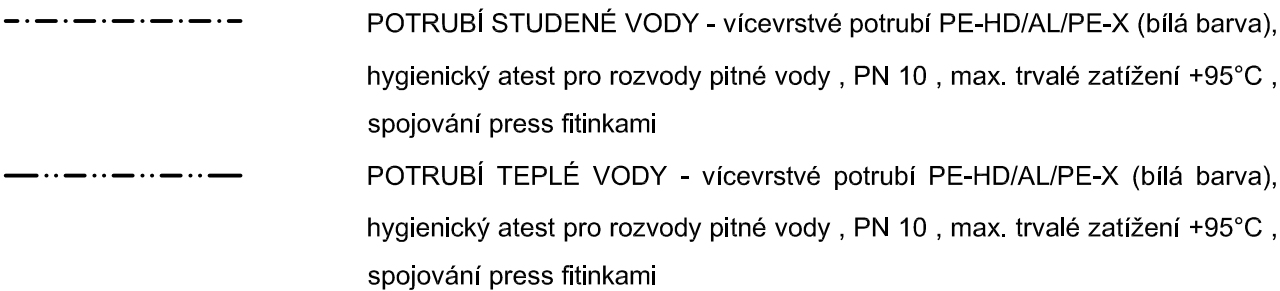 POTRUBÍ STUDENÉ VODY - vícevrstvé potrubí PE-HD/AL/PE-X (bílá barva),
hygienický atest pro rozvody pitné vody , PN 10 , max. trvalé zatížení +95°C ,
spojování press fitinkami
POTRUBÍ TEPLÉ VODY - vícevrstvé potrubí PE-HD/AL/PE-X (bílá barva),
hygienický atest pro rozvody pitné vody , PN 10 , max. trvalé zatížení +95°C ,
spojování press fitinkami